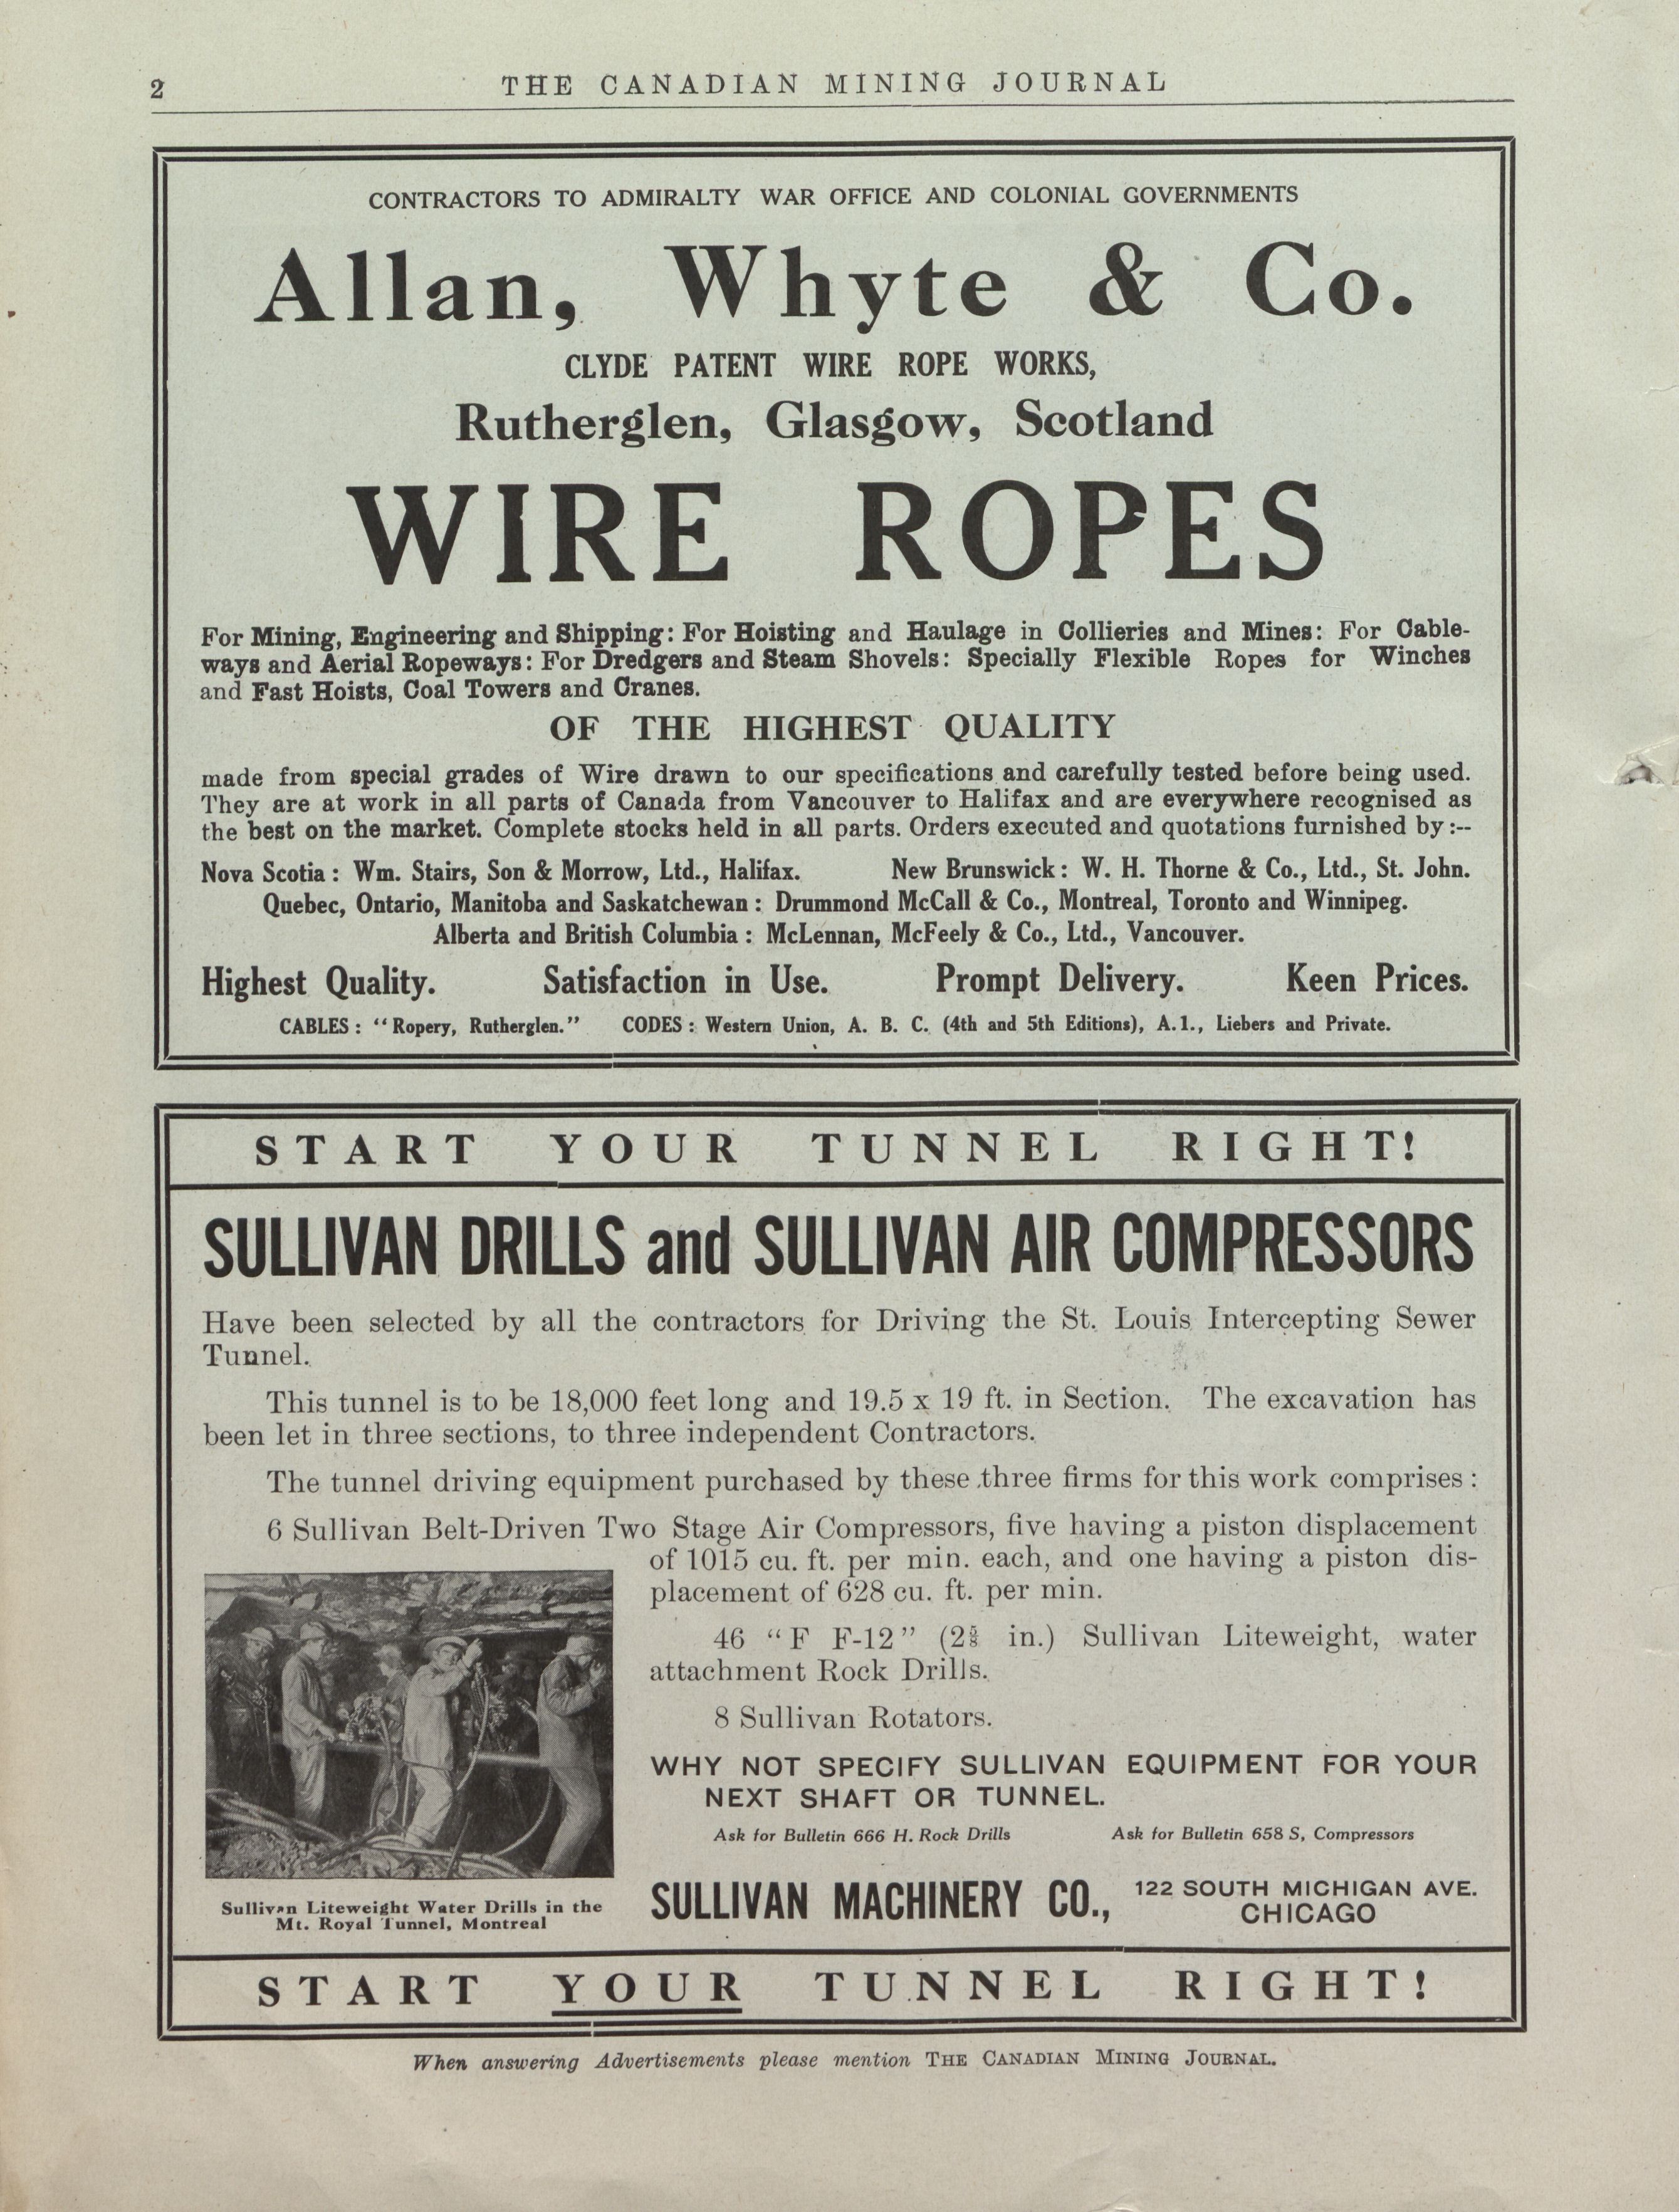 2
THE CANADIAN MINING JOURNAL
CONTRACTORS TO ADMIRALTY WAR OFFICE AND COLONIAL GOVERNMENTS
Allan, Whyte & Co.
CLYDE PATENT WIRE ROPE WORKS,
Rutherglen, Glasgow, Scotland
WIRE ROPES
For Mining, Engineering and Shipping: For Hoisting and Haulage in Collieries and Mines: For Cable-
ways and Aerial Ropeways: For Dredgers and Steam Shovels: Specially Flexible Ropes for Winches
and Fast Hoists, Coal Towers and Cranes.
OF THE HIGHEST QUALITY
made from special grades of Wire drawn to our specifications and carefully tested before being used.
They are at work in all parts of Canada from Vancouver to Halifax and are everywhere recognised as
the best on the market. Complete stocks held in all parts. Orders executed and quotations furnished by:--
Nova Scotia: Wm. Stairs, Son & Morrow, Ltd., Halifax. New Brunswick: W. H. Thorne & Co., Ltd., St. John.
Quebec, Ontario, Manitoba and Saskatchewan: Drummond McCall & Co., Montreal, Toronto and Winnipeg.
Alberta and British Columbia: McLennan, McFeely & Co., Ltd., Vancouver.
Highest Quality. Satisfaction in Use. Prompt Delivery. Keen Prices.
CABLES: "Ropery, Rutherglen." CODES: Western Union, A. B. C. (4th and 5th Editions), A.1., Liebers and Private.
START YOUR TUNNEL RIGHT!
SULLIVAN DRILLS and SULLIVAN AIR COMPRESSORS
Have been selected by all the contractors for Driving the St. Louis Intercepting Sewer
Tunnel.
This tunnel is to be 18,000 feet long and 19.5 x 19 ft. in Section. The excavation has
been let in three sections, to three independent Contractors.
The tunnel driving equipment purchased by these three firms for this work comprises:
6 Sullivan Belt-Driven Two Stage Air Compressors, five having a piston displacement
of 1015 cu. ft. per min. each, and one having a piston dis-
placement of 628 cu. ft. per min.
46 "F F-12" (2⅝ in.) Sullivan Liteweight, water
attachment Rock Drills.
8 Sullivan Rotators.
WHY NOT SPECIFY SULLIVAN EQUIPMENT FOR YOUR
NEXT SHAFT OR TUNNEL.
Ask for Bulletin 666 H. Rock Drills Ask for Bulletin 658 S, Compressors
Sullivan Liteweight Water Drills in the
Mt. Royal Tunnel, Montreal
SULLIVAN MACHINERY CO., 122 SOUTH MICHIGAN AVE.
CHICAGO
START YOUR TUNNEL RIGHT!
When answering Advertisements please mention THE CANADIAN MINING JOURNAL.